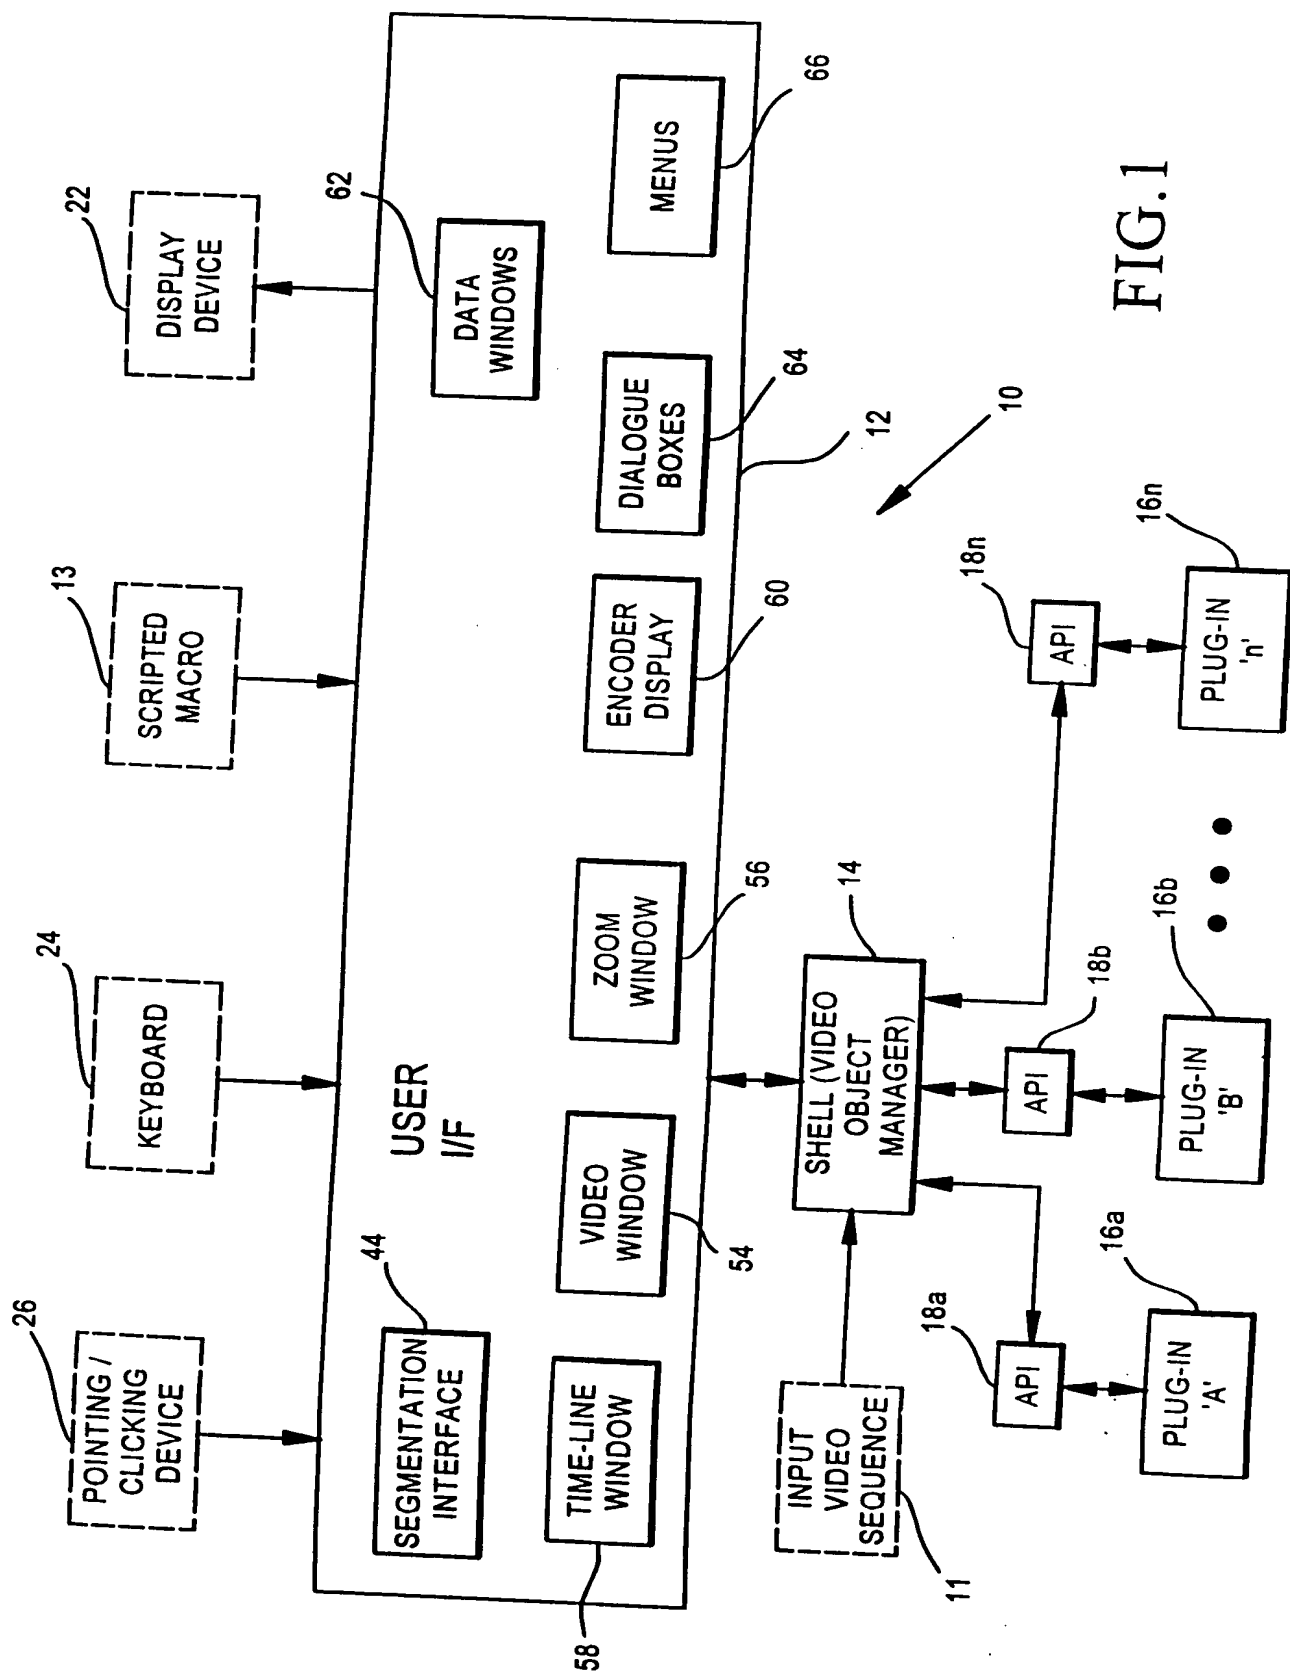 26
POINTING /
CLICKING
DEVICE
24
KEYBOARD
13
SCRIPTED
MACRO
22
DISPLAY
DEVICE
44
SEGMENTATION
INTERFACE
USER
I/F
62
DATA
WINDOWS
58
TIME-LINE
WINDOW
VIDEO
WINDOW
54
ZOOM
WINDOW
56
ENCODER
DISPLAY
60
DIALOGUE
BOXES
64
MENUS
66
12
INPUT
VIDEO
SEQUENCE
11
SHELL (VIDEO
OBJECT
MANAGER)
14
10
18a
API
API
18b
18n
API
16a
PLUG-IN
'A'
16b
PLUG-IN
'B'
• • •
16n
PLUG-IN
'n'
FIG.1